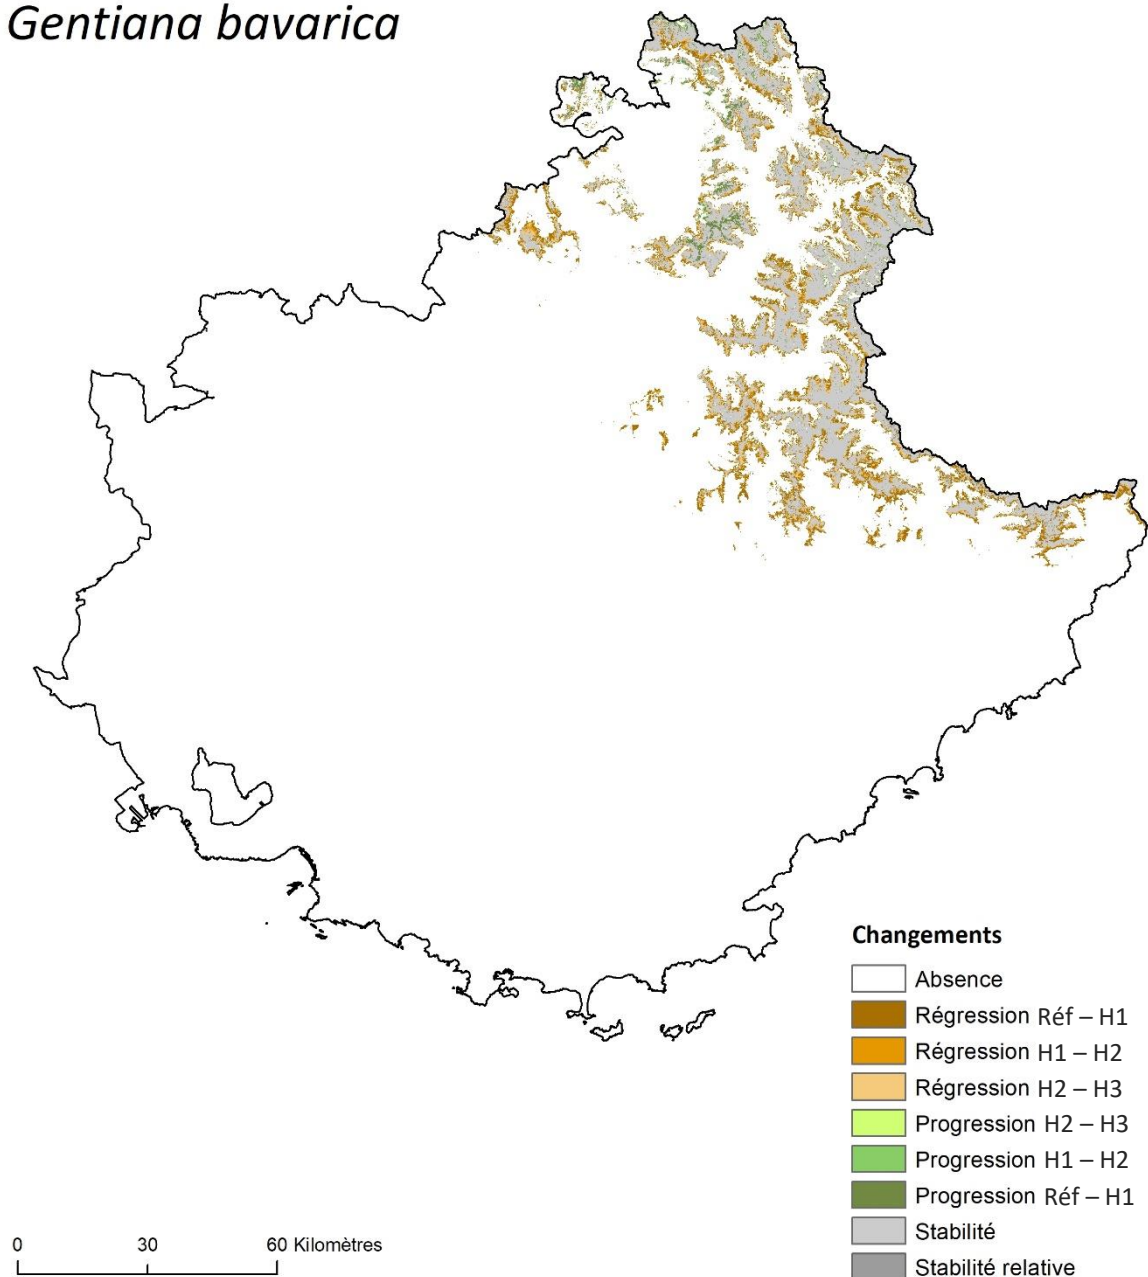 Gentiana bavarica
Changements
Absence
Régression Réf – H1
Régression H1 – H2
Régression H2 – H3
Progression H2 – H3
Progression H1 – H2
Progression Réf – H1
Stabilité
Stabilité relative
0 30 60 Kilomètres